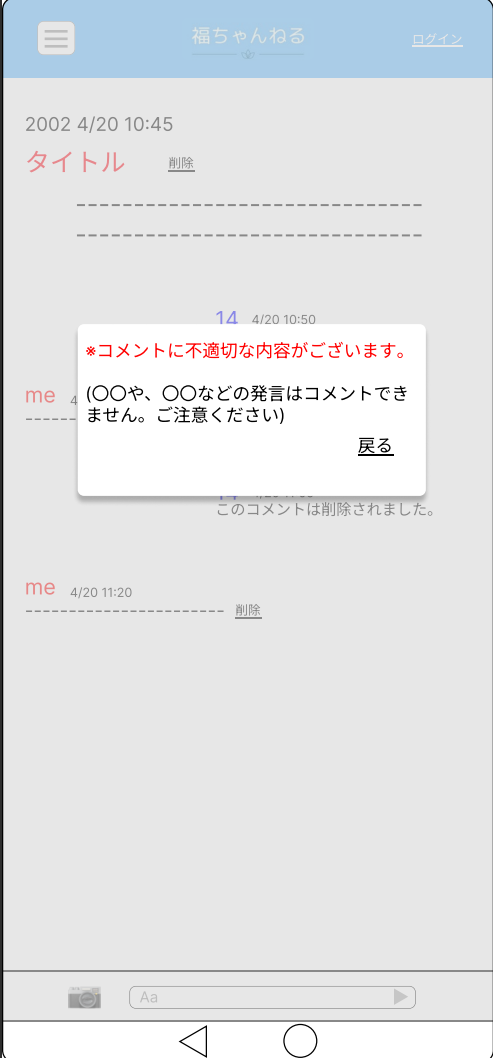 福ちゃんねる
ログイン
2002 4/20 10:45
タイトル 削除
14 4/20 10:50
※コメントに不適切な内容がございます。
(〇〇や、〇〇などの発言はコメントでき
ません。ご注意ください)
戻る
me 4
このコメントは削除されました。
me 4/20 11:20
削除
Aa